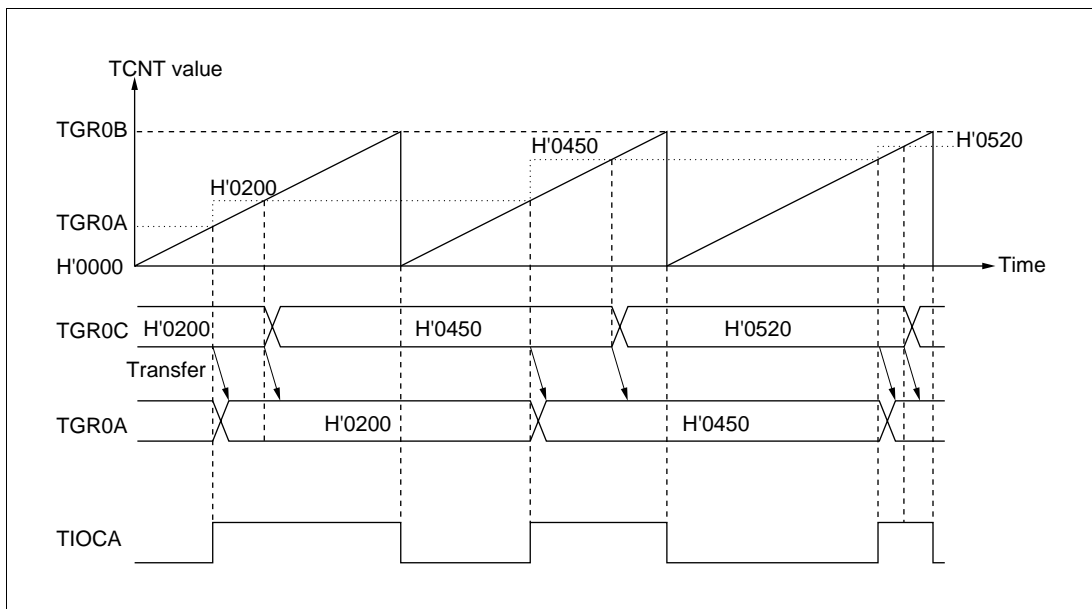 TCNT value
TGR0B
H'0520
H'0450
H'0200
TGR0A
H'0000
Time
TGR0C
H'0200
H'0450
H'0520
Transfer
TGR0A
H'0200
H'0450
TIOCA